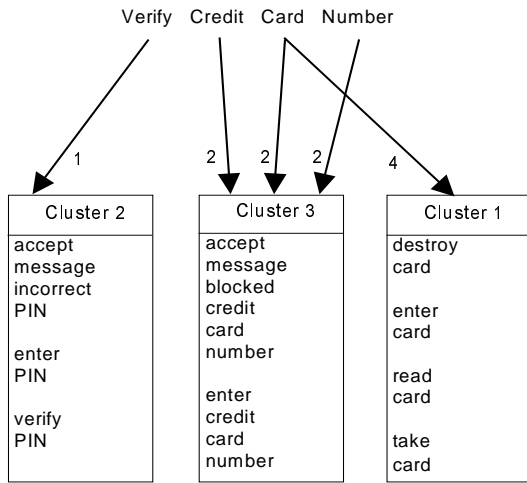 Verify Credit Card Number
1 2 2 2 4
Cluster 2
accept
message
incorrect
PIN
enter
PIN
verify
PIN
Cluster 3
accept
message
blocked
credit
card
number
enter
credit
card
number
Cluster 1
destroy
card
enter
card
read
card
take
card